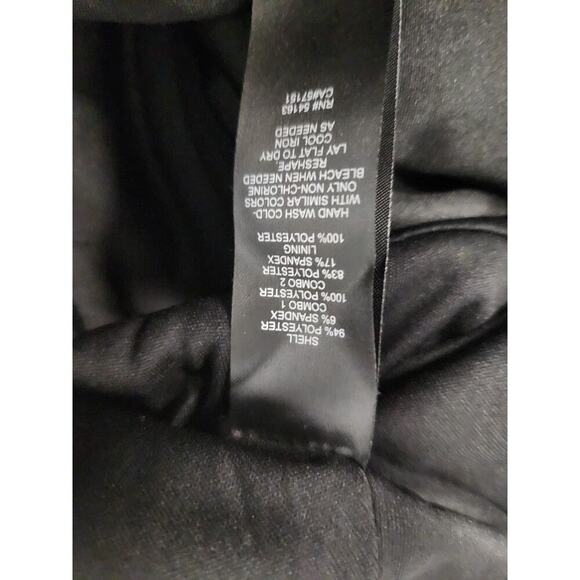 SHELL
94% POLYESTER
6% SPANDEX
COMBO 1
100% POLYESTER
COMBO 2
83% POLYESTER
17% SPANDEX
LINING
100% POLYESTER
HAND WASH COLD-
WITH SIMILAR COLORS
ONLY NON-CHLORINE
BLEACH WHEN NEEDED
RESHAPE.
LAY FLAT TO DRY
COOL IRON
AS NEEDED
RN# 54163
CA#57151